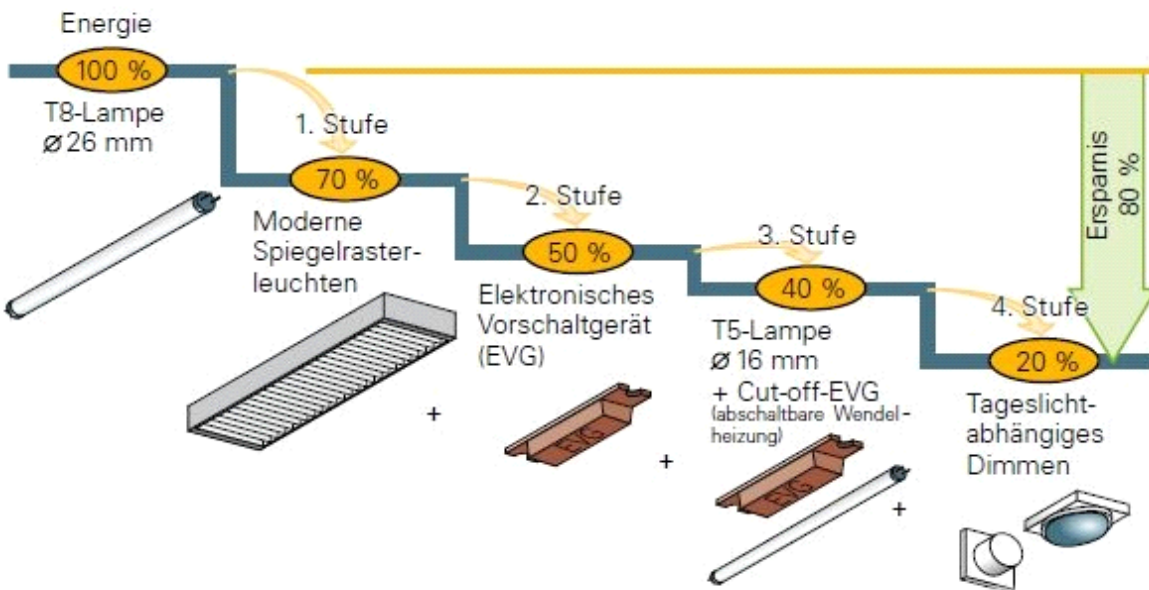 Energie
100 %
T8-Lampe
ø 26 mm
1. Stufe
70 %
Moderne
Spiegelraster-
leuchten
+
2. Stufe
50 %
Elektronisches
Vorschaltgerät
(EVG)
EVG
+
3. Stufe
40 %
T5-Lampe
ø 16 mm
+ Cut-off-EVG
(abschaltbare Wendel-
heizung)
EVG
+
4. Stufe
20 %
Tageslicht-
abhängiges
Dimmen
Ersparnis
80 %